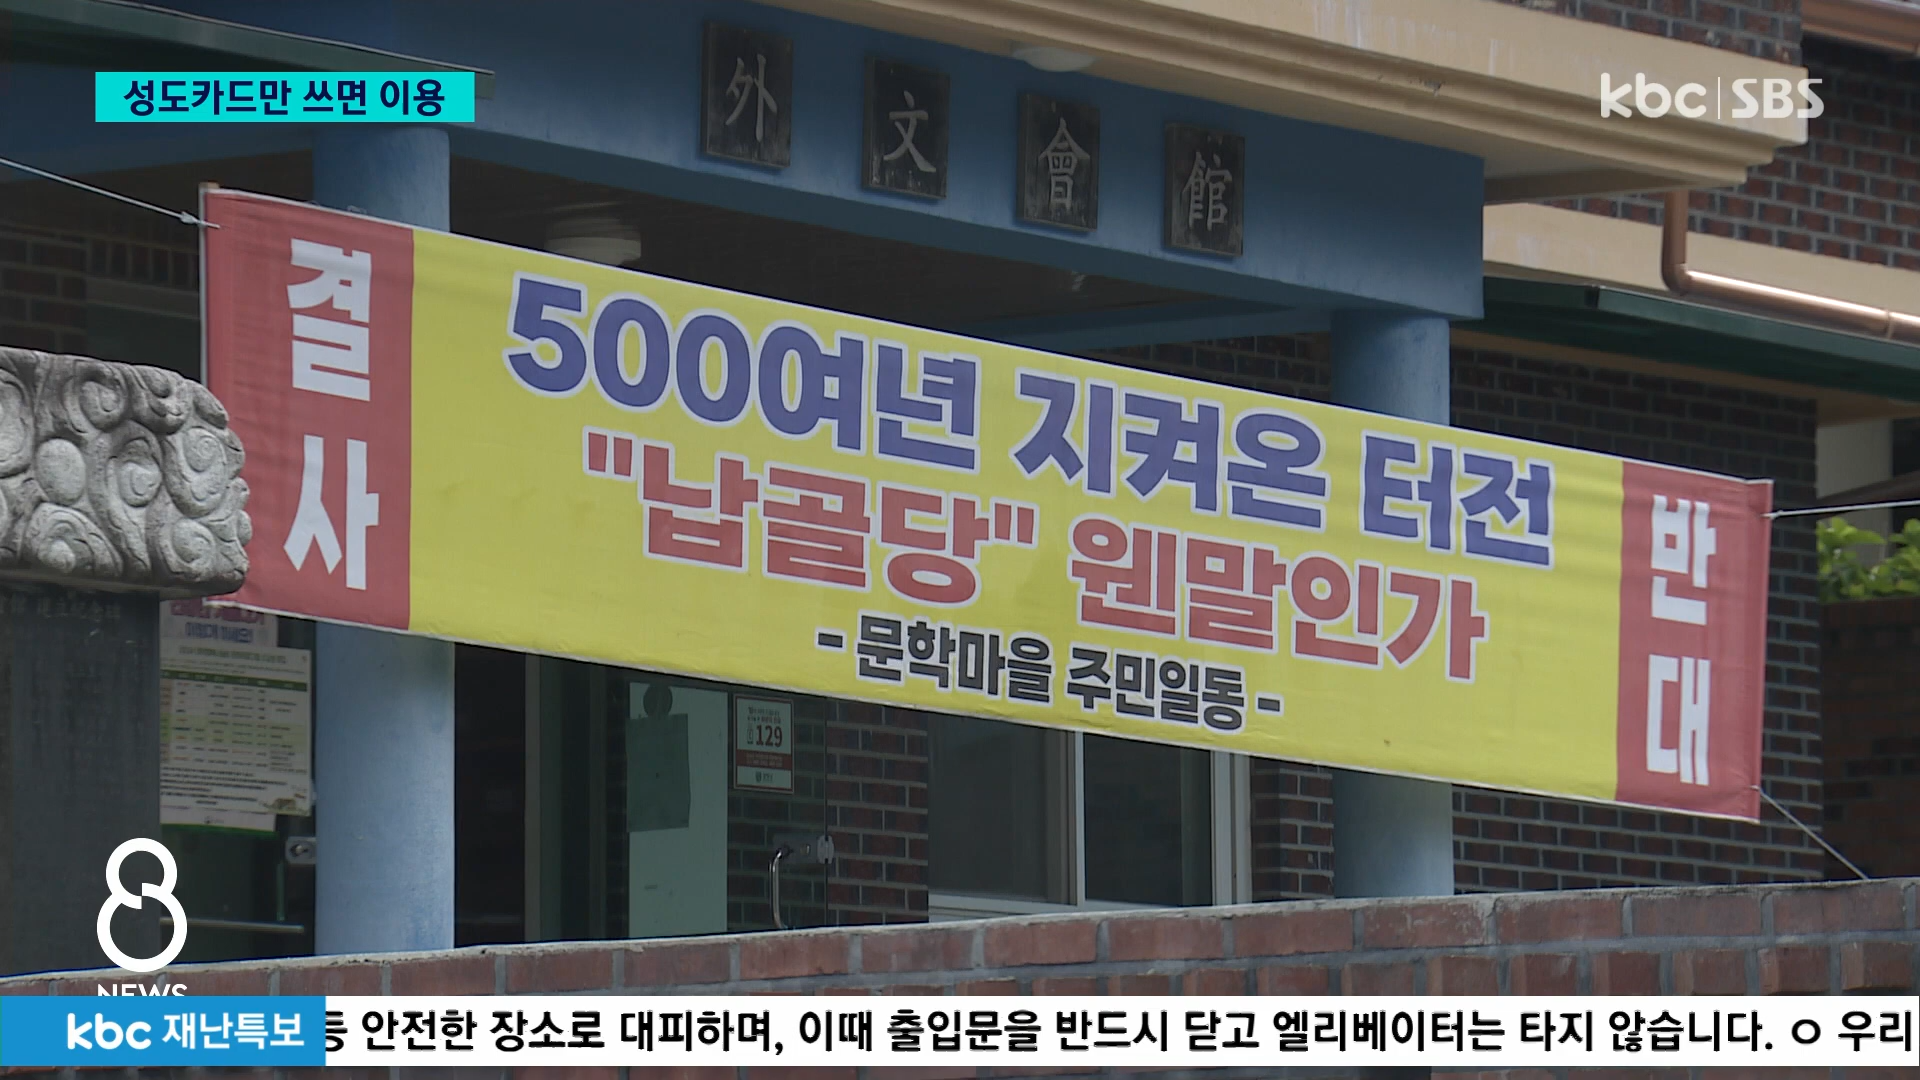 성도카드만 쓰면 이용
kbc SBS
外文會館
결사
500여년 지켜온 터전
"납골당" 웬말인가
- 문학마을 주민일동 -
반대
129
8
NEWS
kbc 재난특보
등 안전한 장소로 대피하며, 이때 출입문을 반드시 닫고 엘리베이터는 타지 않습니다. ㅇ 우리